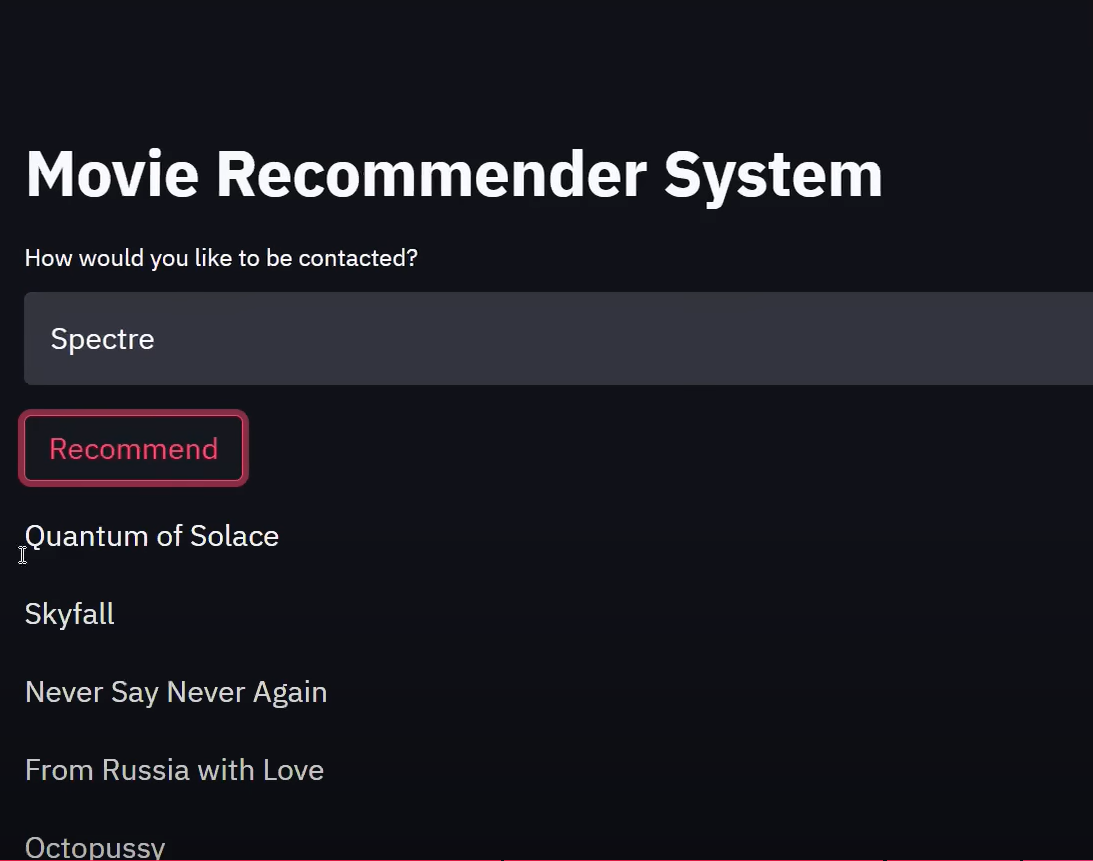 Movie Recommender System
How would you like to be contacted?
Spectre
Recommend
Quantum of Solace
Skyfall
Never Say Never Again
From Russia with Love
Octopussy